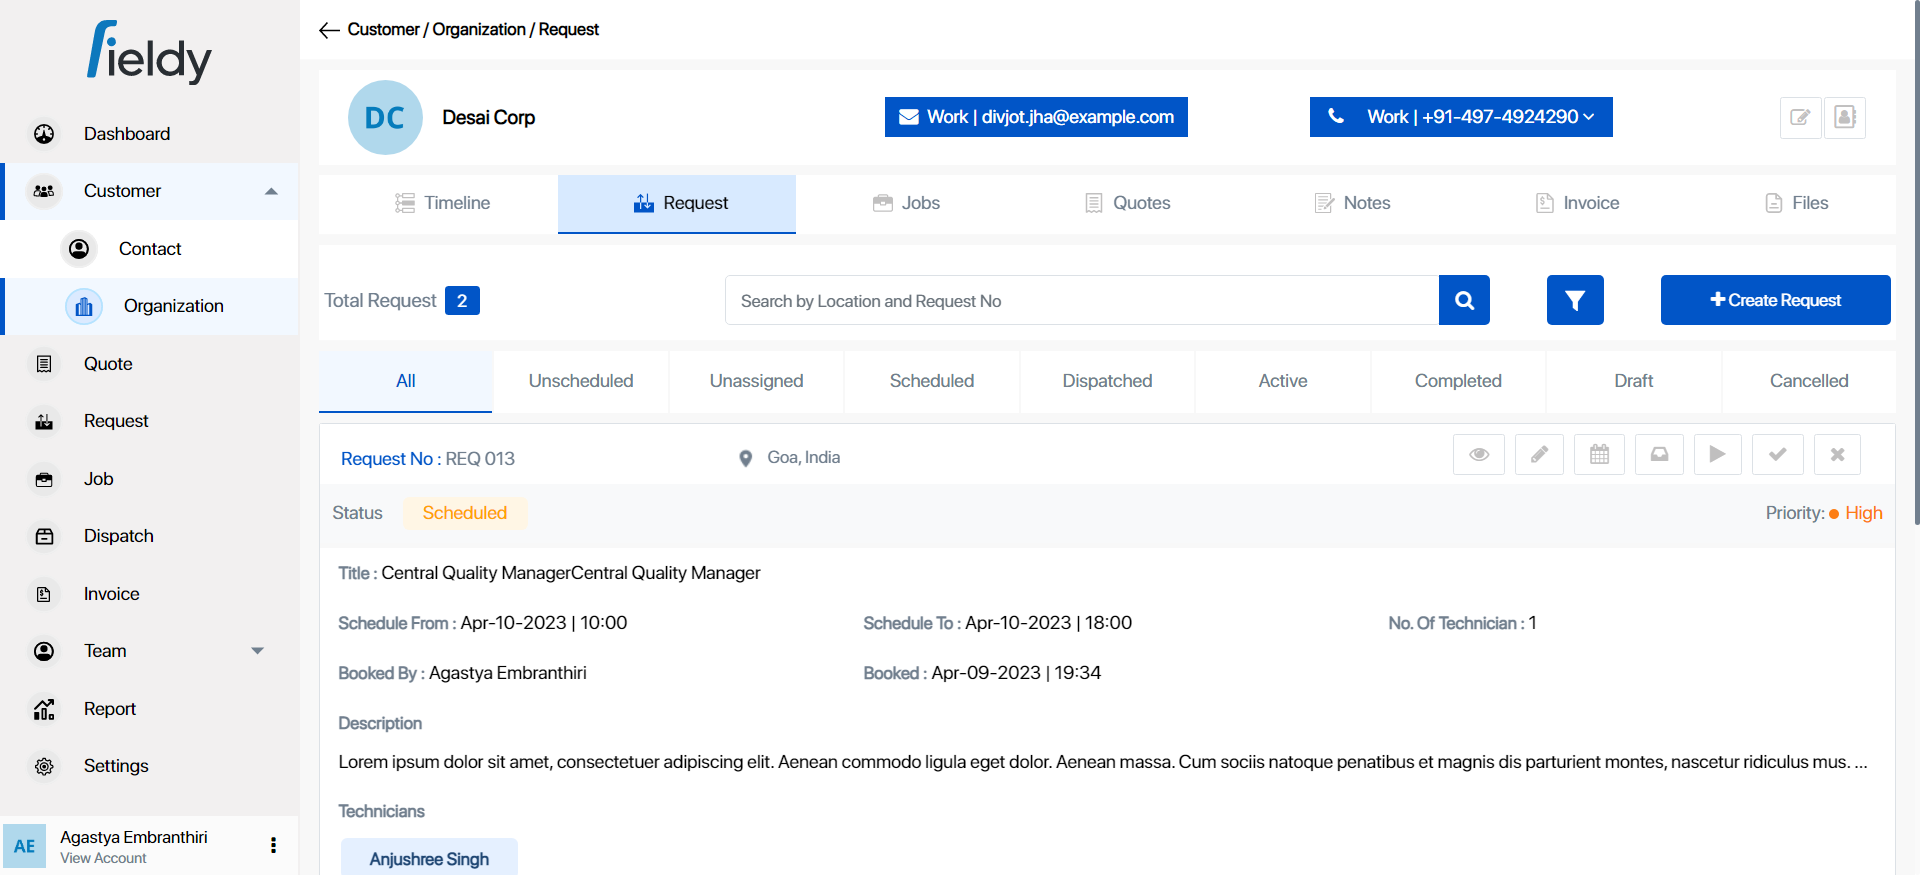 fieldy
Customer / Organization / Request
DC
Desai Corp
Work | divjot.jha@example.com
Work | +91-497-4924290
Dashboard
Customer
Contact
Organization
Quote
Request
Job
Dispatch
Invoice
Team
Report
Settings
AE
Agastya Embranthiri
View Account
Timeline
Request
Jobs
Quotes
Notes
Invoice
Files
Total Request 2
Search by Location and Request No
Create Request
All
Unscheduled
Unassigned
Scheduled
Dispatched
Active
Completed
Draft
Cancelled
Request No : REQ 013
Goa, India
Status
Scheduled
Priority: High
Title : Central Quality ManagerCentral Quality Manager
Schedule From : Apr-10-2023 | 10:00
Schedule To : Apr-10-2023 | 18:00
No. Of Technician : 1
Booked By : Agastya Embranthiri
Booked : Apr-09-2023 | 19:34
Description
Lorem ipsum dolor sit amet, consectetuer adipiscing elit. Aenean commodo ligula eget dolor. Aenean massa. Cum sociis natoque penatibus et magnis dis parturient montes, nascetur ridiculus mus. ...
Technicians
Anjushree Singh